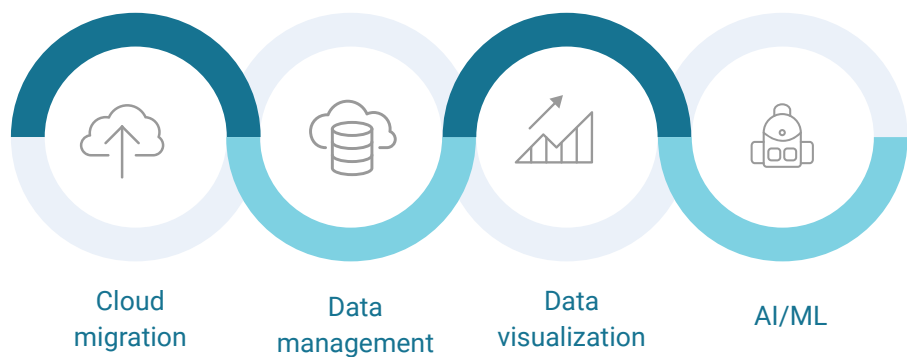 Cloud
migration
Data
management
Data
visualization
AI/ML